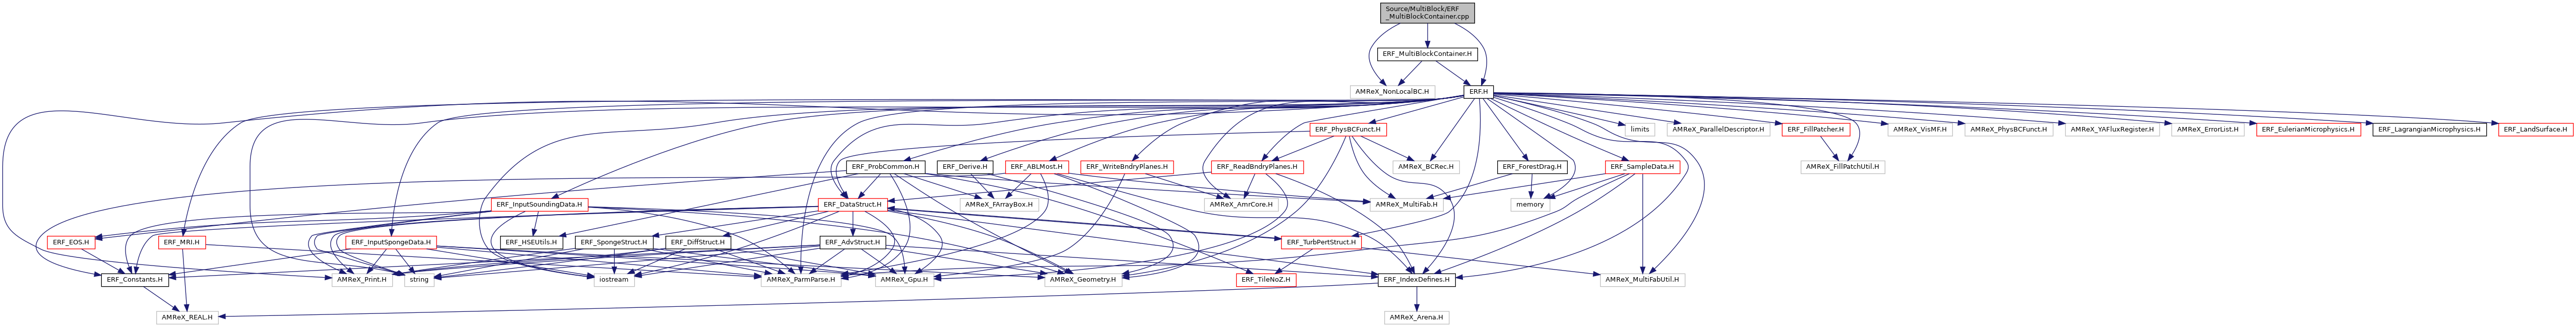 Source/MultiBlock/ERF
_MultiBlockContainer.cpp
ERF_MultiBlockContainer.H
AMReX_NonLocalBC.H
ERF.H
ERF_PhysBCFunct.H
limits
AMReX_ParallelDescriptor.H
ERF_FillPatcher.H
AMReX_VisMF.H
AMReX_PhysBCFunct.H
AMReX_YAFluxRegister.H
AMReX_ErrorList.H
ERF_EulerianMicrophysics.H
ERF_LagrangianMicrophysics.H
ERF_LandSurface.H
ERF_ProbCommon.H
ERF_Derive.H
ERF_ABLMost.H
ERF_WriteBndryPlanes.H
ERF_ReadBndryPlanes.H
AMReX_BCRec.H
ERF_ForestDrag.H
ERF_SampleData.H
AMReX_FillPatchUtil.H
ERF_InputSoundingData.H
ERF_DataStruct.H
AMReX_FArrayBox.H
AMReX_AmrCore.H
AMReX_MultiFab.H
memory
ERF_EOS.H
ERF_MRI.H
ERF_InputSpongeData.H
ERF_HSEUtils.H
ERF_SpongeStruct.H
ERF_DiffStruct.H
ERF_AdvStruct.H
ERF_TurbPertStruct.H
ERF_Constants.H
AMReX_Print.H
string
iostream
AMReX_ParmParse.H
AMReX_Gpu.H
AMReX_Geometry.H
ERF_TileNoZ.H
ERF_IndexDefines.H
AMReX_MultiFabUtil.H
AMReX_REAL.H
AMReX_Arena.H